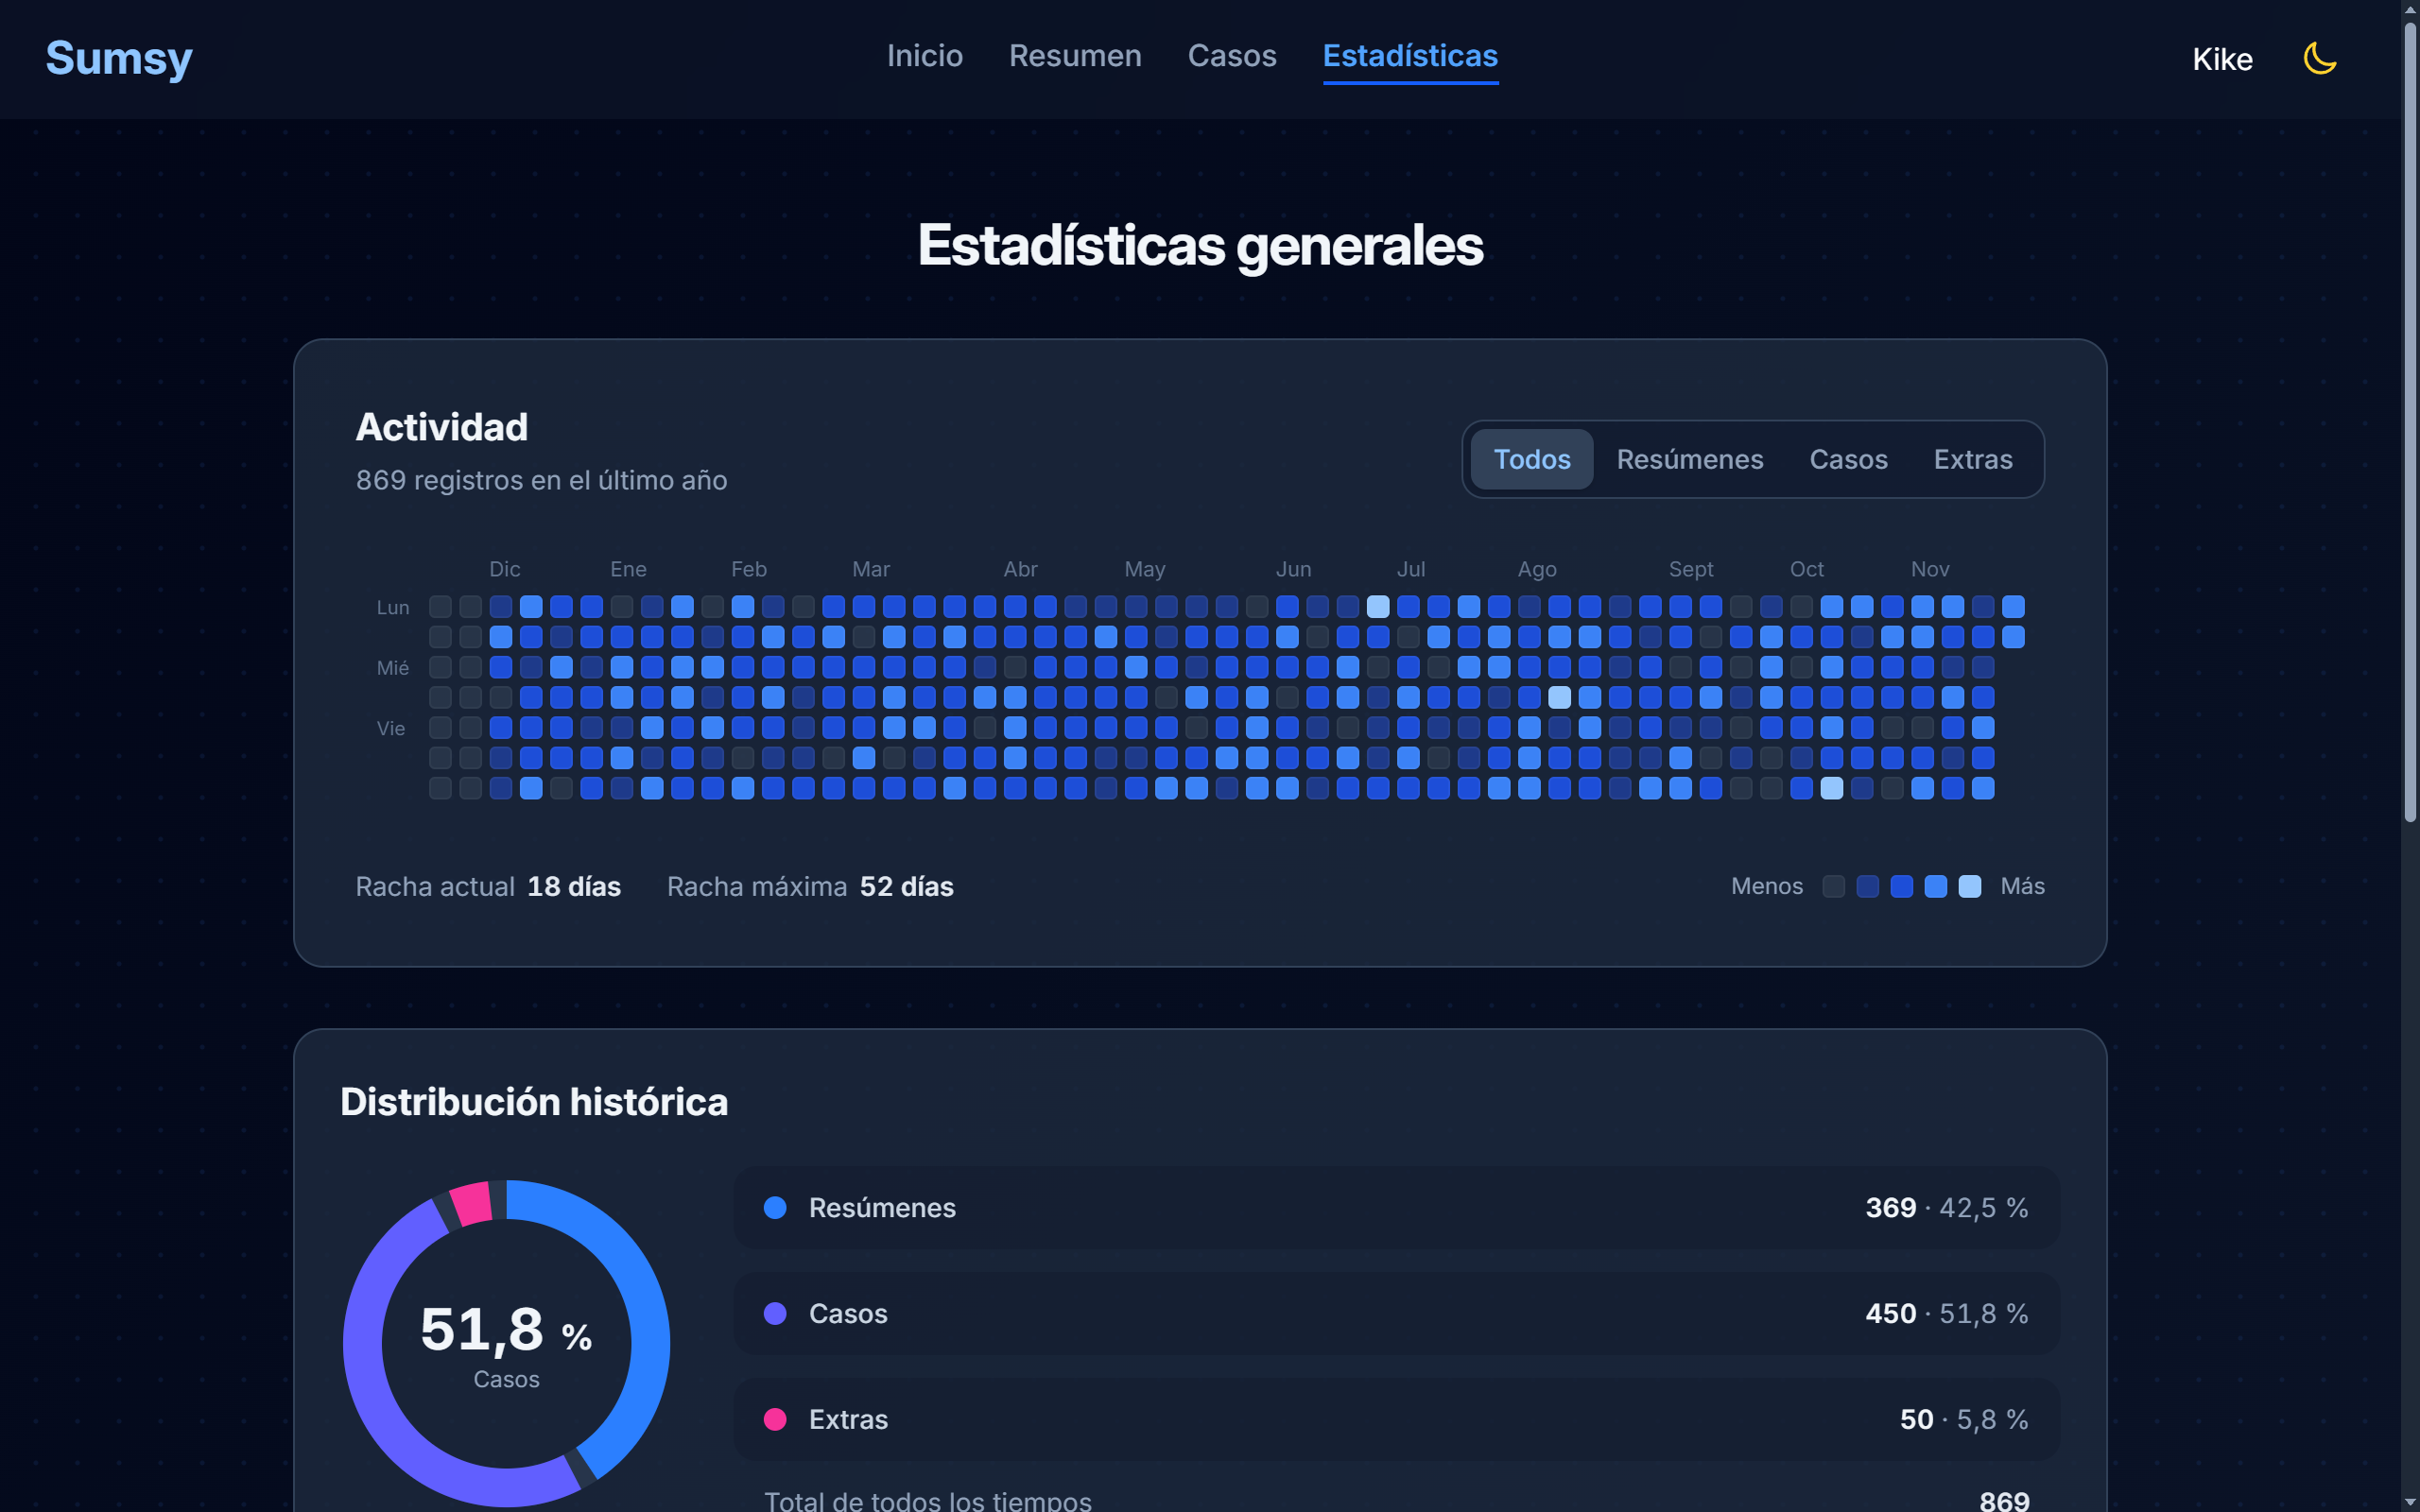 Sumsy
Inicio Resumen Casos Estadísticas
Kike
Estadísticas generales
Actividad
869 registros en el último año
Todos Resúmenes Casos Extras
Dic Ene Feb Mar Abr May Jun Jul Ago Sept Oct Nov
Lun
Mié
Vie
Racha actual 18 días Racha máxima 52 días
Menos Más
Distribución histórica
51,8 %
Casos
Resúmenes 369 · 42,5 %
Casos 450 · 51,8 %
Extras 50 · 5,8 %
Total de todos los tiempos 869